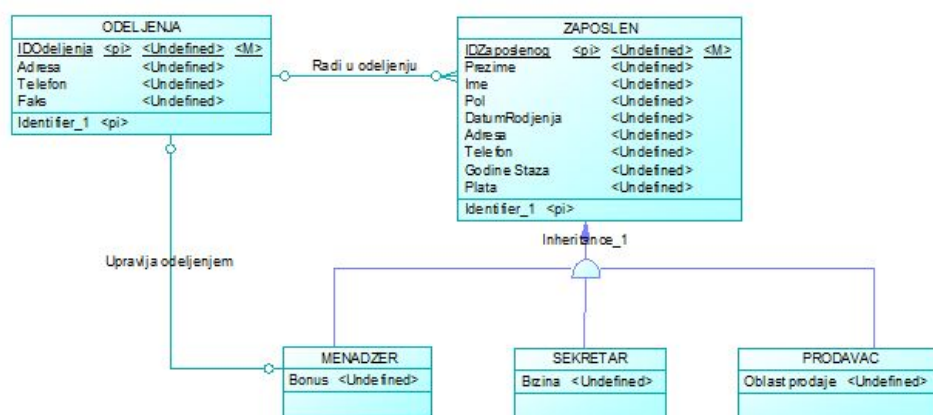 ODELJENJA
IDOdeljenja <pi> <Undefined> <M>
Adresa <Undefined>
Telefon <Undefined>
Faks <Undefined>
Identifier_1 <pi>
Radi u odeljenju
ZAPOSLEN
IDZaposlenog <pi> <Undefined> <M>
Prezime <Undefined>
Ime <Undefined>
Pol <Undefined>
DatumRodjenja <Undefined>
Adresa <Undefined>
Telefon <Undefined>
Godine Staza <Undefined>
Plata <Undefined>
Identifier_1 <pi>
Inheritance_1
Upravlja odeljenjem
MENADZER
Bonus <Undefined>
SEKRETAR
Brzina <Undefined>
PRODAVAC
Oblast prodaje <Undefined>